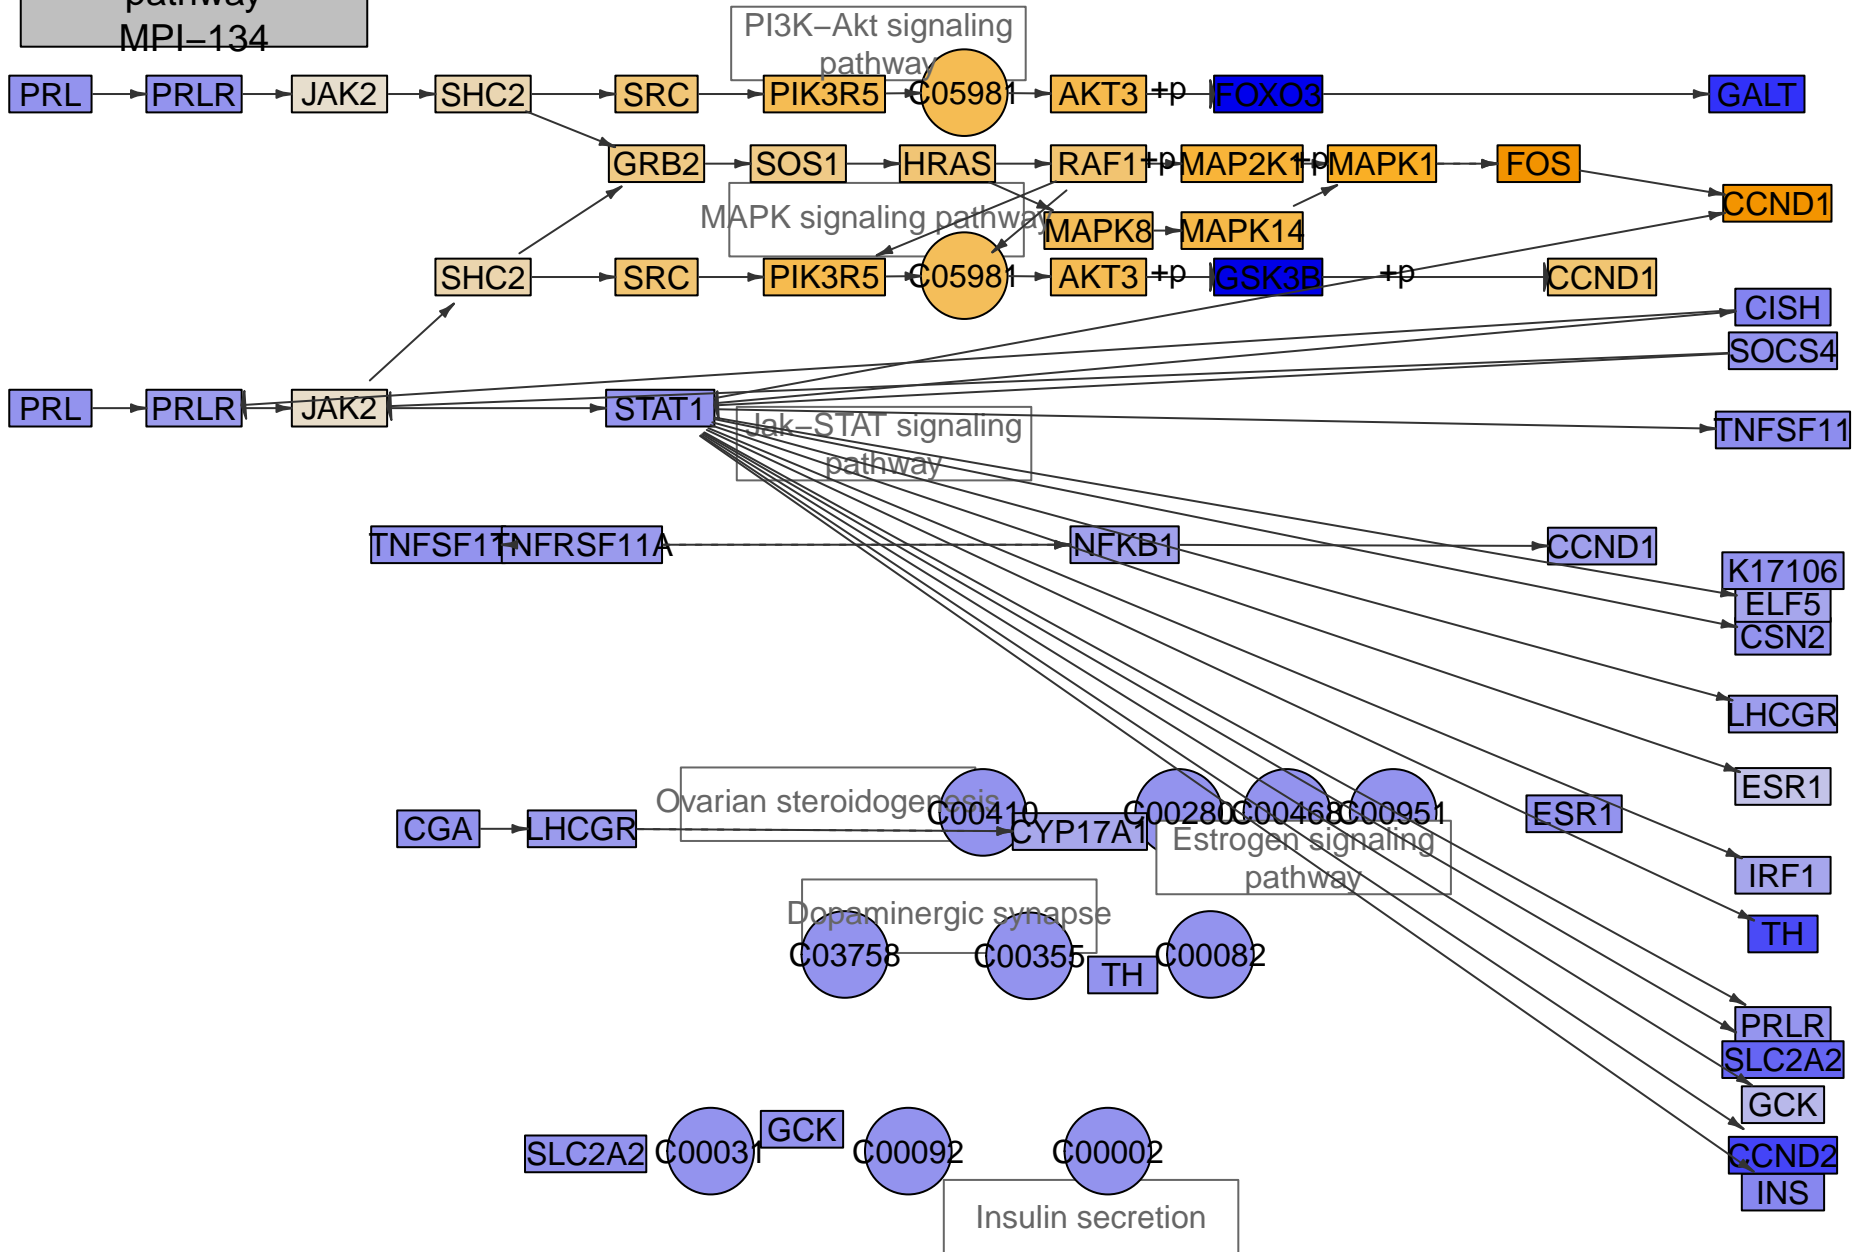 pathway
MPI−134
PI3K−Akt signaling
pathway
PRL PRLR JAK2 SHC2 SRC PIK3R5 C05981 AKT3 +p FOXO3 GALT
GRB2 SOS1 HRAS RAF1 +p MAP2K1 +p MAPK1 FOS
CCND1
MAPK signaling pathway
MAPK8 MAPK14
SHC2 SRC PIK3R5 C05981 AKT3 +p GSK3B +p CCND1
CISH
SOCS4
PRL PRLR JAK2 STAT1
Jak−STAT signaling
pathway
TNFSF11
TNFSF11 TNFRSF11A NFKB1 CCND1
K17106
ELF5
CSN2
LHCGR
ESR1
Ovarian steroidogenesis
C00410 C00280 C00468 C00951 ESR1
CGA LHCGR CYP17A1
Estrogen signaling
pathway
IRF1
Dopaminergic synapse
TH
C03758 C00355 TH C00082
PRLR
SLC2A2
GCK
SLC2A2 C00031 GCK C00092 C00002
CCND2
INS
Insulin secretion